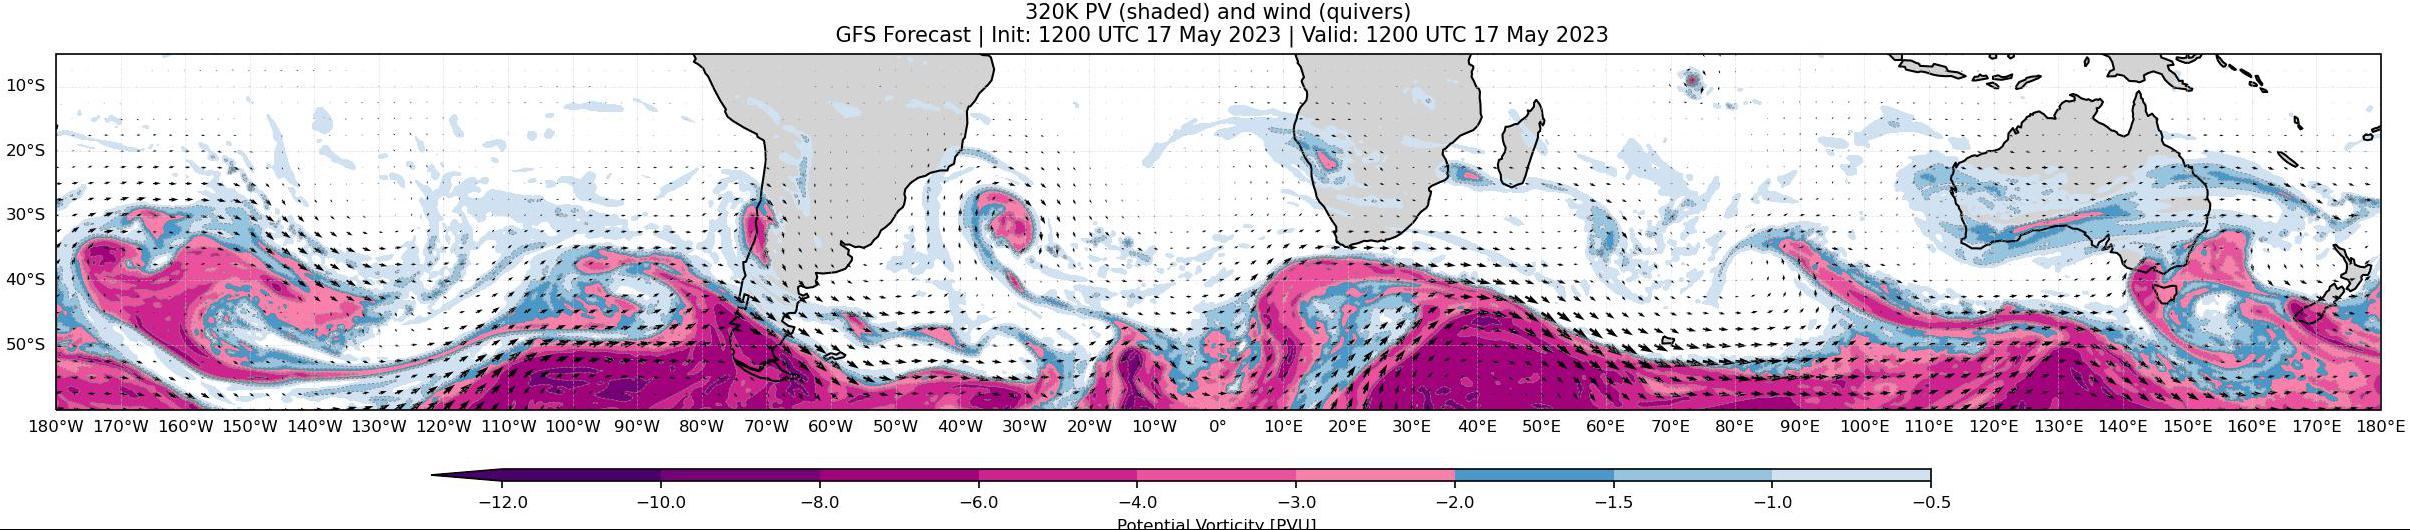 320K PV (shaded) and wind (quivers)
GFS Forecast | Init: 1200 UTC 17 May 2023 | Valid: 1200 UTC 17 May 2023
10°S
20°S
30°S
40°S
50°S
180°W 170°W 160°W 150°W 140°W 130°W 120°W 110°W 100°W 90°W 80°W 70°W 60°W 50°W 40°W 30°W 20°W 10°W 0° 10°E 20°E 30°E 40°E 50°E 60°E 70°E 80°E 90°E 100°E 110°E 120°E 130°E 140°E 150°E 160°E 170°E 180°E
−12.0 −10.0 −8.0 −6.0 −4.0 −3.0 −2.0 −1.5 −1.0 −0.5
Potential Vorticity [PVU]